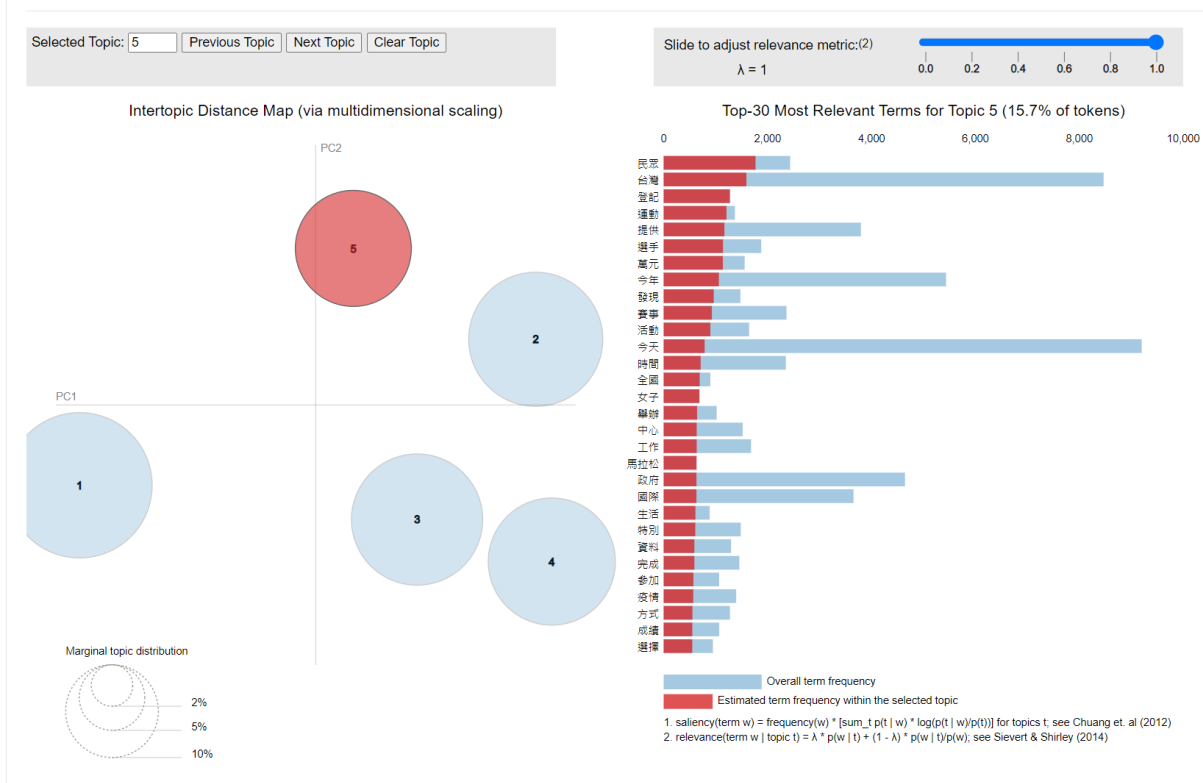 Selected Topic: 5 Previous Topic Next Topic Clear Topic
Slide to adjust relevance metric:(2)
λ = 1
0.0 0.2 0.4 0.6 0.8 1.0
Intertopic Distance Map (via multidimensional scaling)
PC2
PC1
5
2
1
3
4
Marginal topic distribution
2%
5%
10%
Top-30 Most Relevant Terms for Topic 5 (15.7% of tokens)
0 2,000 4,000 6,000 8,000 10,000
民眾
台灣
登記
運動
提供
選手
萬元
今年
發現
賽事
活動
今天
時間
全國
女子
舉辦
中心
工作
馬拉松
政府
國際
生活
特別
資料
完成
參加
疫情
方式
成績
選擇
Overall term frequency
Estimated term frequency within the selected topic
1. saliency(term w) = frequency(w) * [sum_t p(t | w) * log(p(t | w)/p(t))] for topics t; see Chuang et. al (2012)
2. relevance(term w | topic t) = λ * p(w | t) + (1 - λ) * p(w | t)/p(w); see Sievert & Shirley (2014)